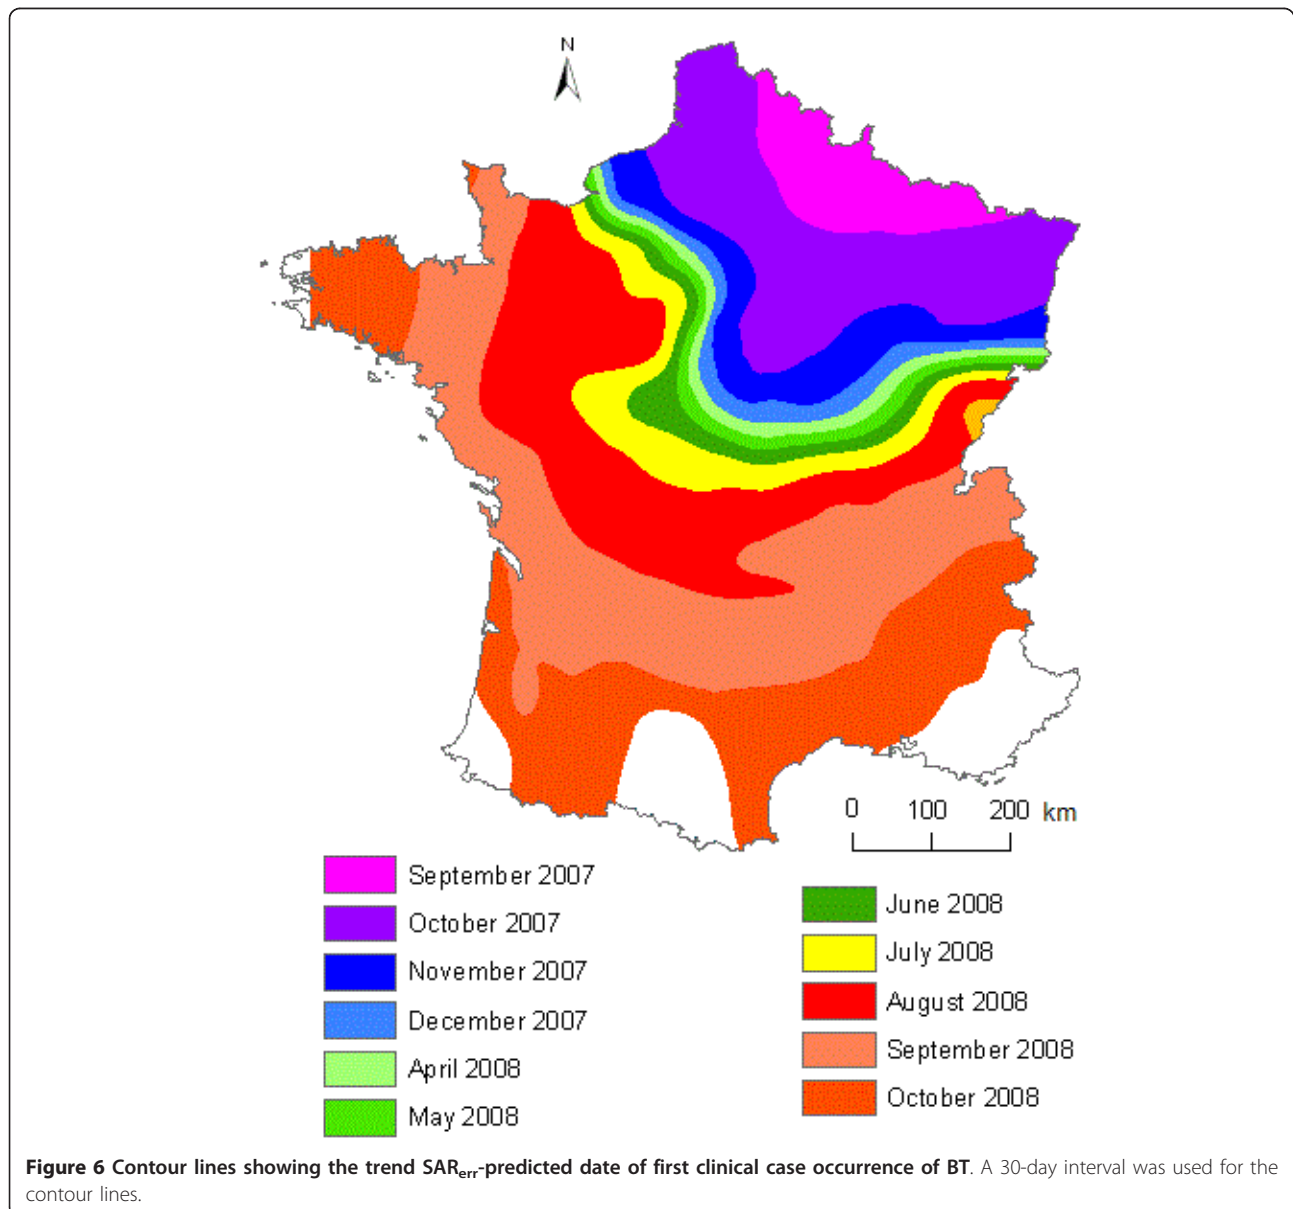 N
0 100 200 km
September 2007
October 2007
November 2007
December 2007
April 2008
May 2008
June 2008
July 2008
August 2008
September 2008
October 2008
Figure 6 Contour lines showing the trend SARerr-predicted date of first clinical case occurrence of BT. A 30-day interval was used for the
contour lines.